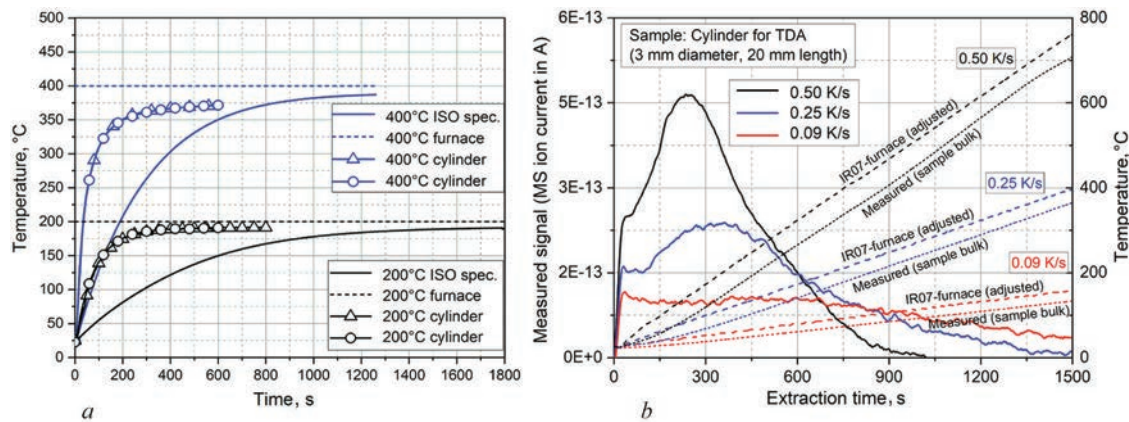 500
450
400
350
300
250
200
150
100
50
25
0
Temperature, °C
400°C ISO spec.
400°C furnace
400°C cylinder
400°C cylinder
200°C ISO spec.
200°C furnace
200°C cylinder
200°C cylinder
0 200 400 600 800 1000 1200 1400 1600 1800
Time, s
a
6E-13
5E-13
3E-13
2E-13
0E+0
Measured signal (MS ion current in A)
Sample: Cylinder for TDA
(3 mm diameter, 20 mm length)
0.50 K/s
0.25 K/s
0.09 K/s
0.50 K/s
IR07-furnace (adjusted)
Measured (sample bulk)
0.25 K/s
IR07-furnace (adjusted)
Measured (sample bulk)
0.09 K/s
IR07-furnace (adjusted)
Measured (sample bulk)
800
600
400
200
0
Temperature, °C
0 300 600 900 1200 1500
Extraction time, s
b